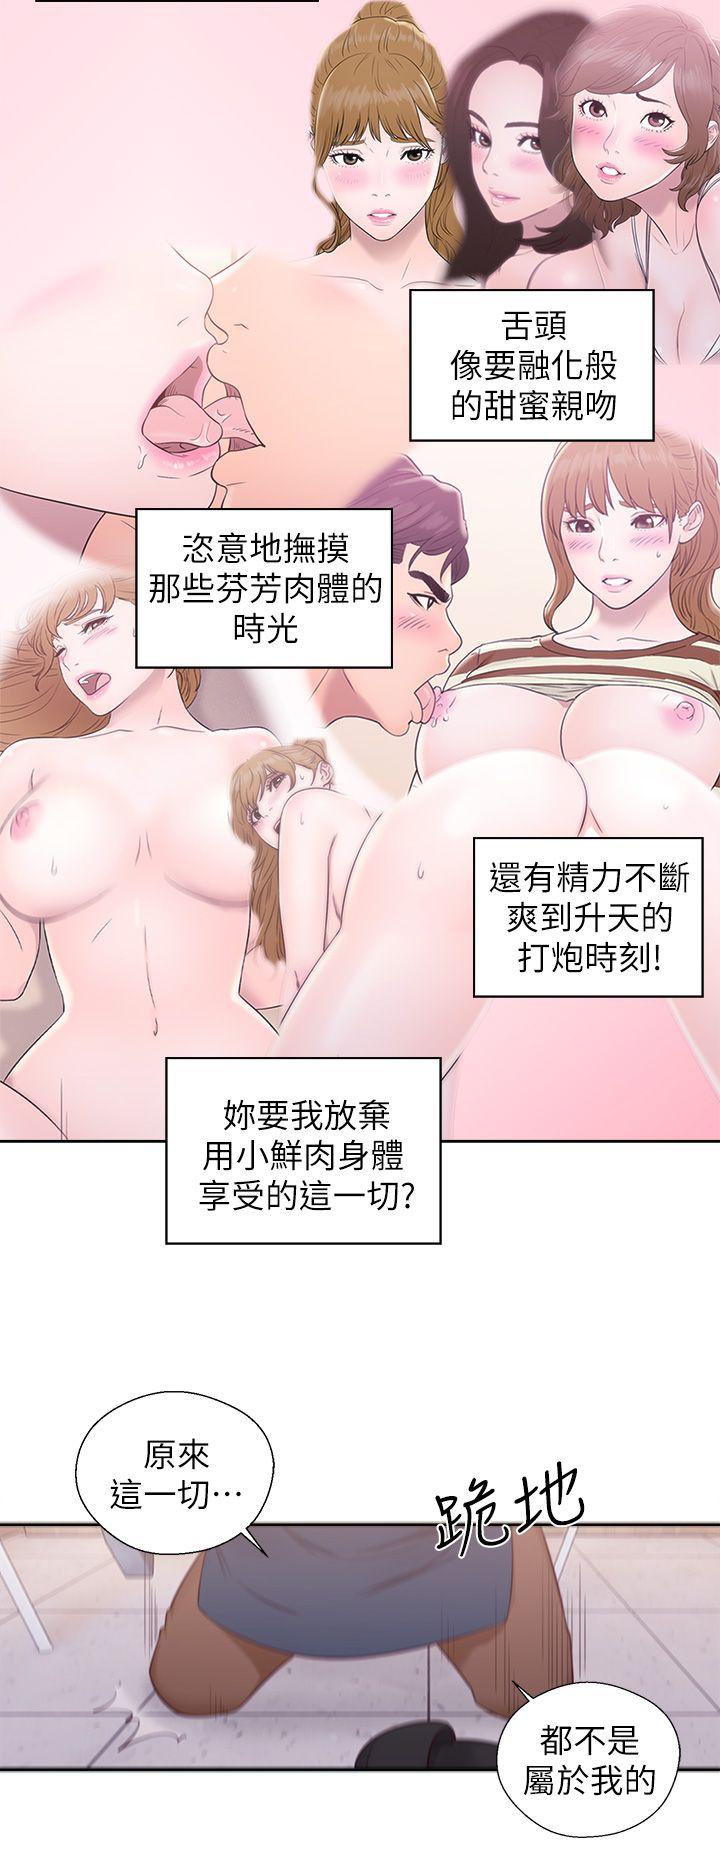 舌頭
像要融化般
的甜蜜親吻
恣意地撫摸
那些芬芳肉體的
時光
還有精力不斷
爽到升天的
打炮時刻!
妳要我放棄
用小鮮肉身體
享受的這一切?
原來
這一切…
跪地
都不是
屬於我的